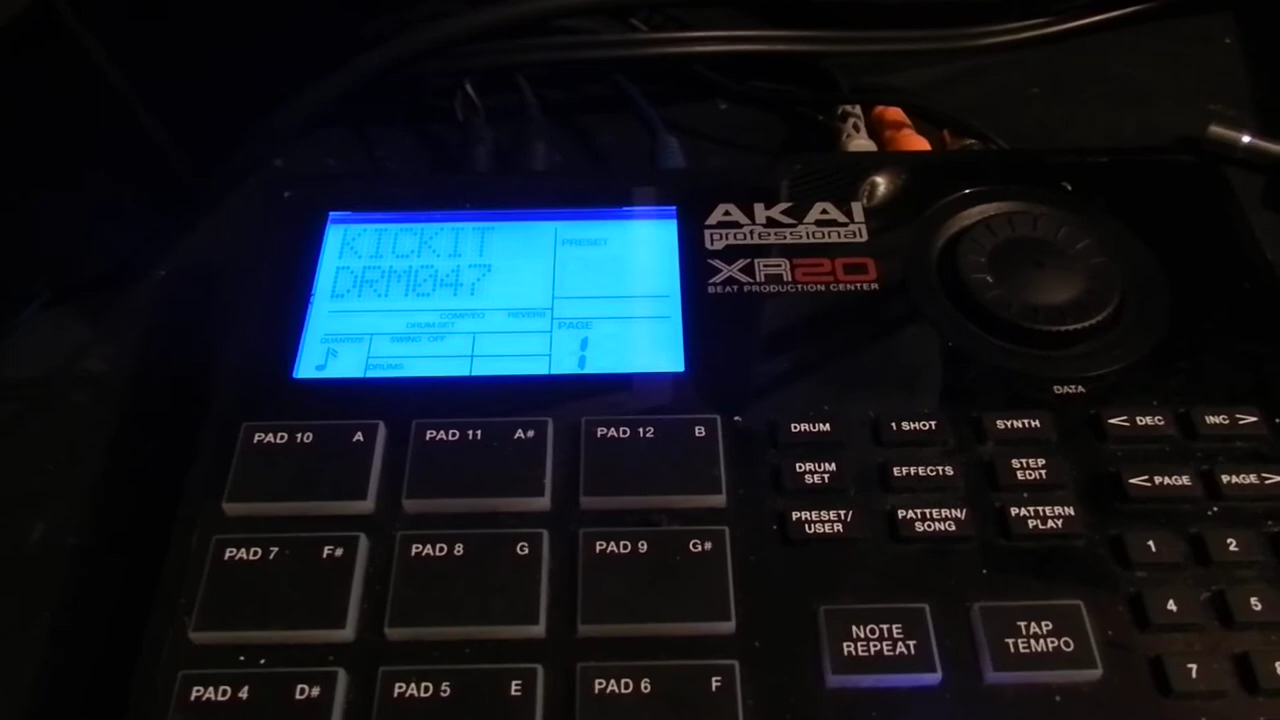 KICKIT
DRM047
PRESET
COMP/EQ REVERB
DRUM SET
QUANTIZE SWING OFF
DRUMS
PAGE
1
AKAI
professional
XR20
BEAT PRODUCTION CENTER
DATA
DRUM 1 SHOT SYNTH < DEC INC >
DRUM SET EFFECTS STEP EDIT < PAGE PAGE >
PRESET/USER PATTERN/SONG PATTERN PLAY
1 2
4 5
7
NOTE REPEAT
TAP TEMPO
PAD 10 A PAD 11 A# PAD 12 B
PAD 7 F# PAD 8 G PAD 9 G#
PAD 4 D# PAD 5 E PAD 6 F